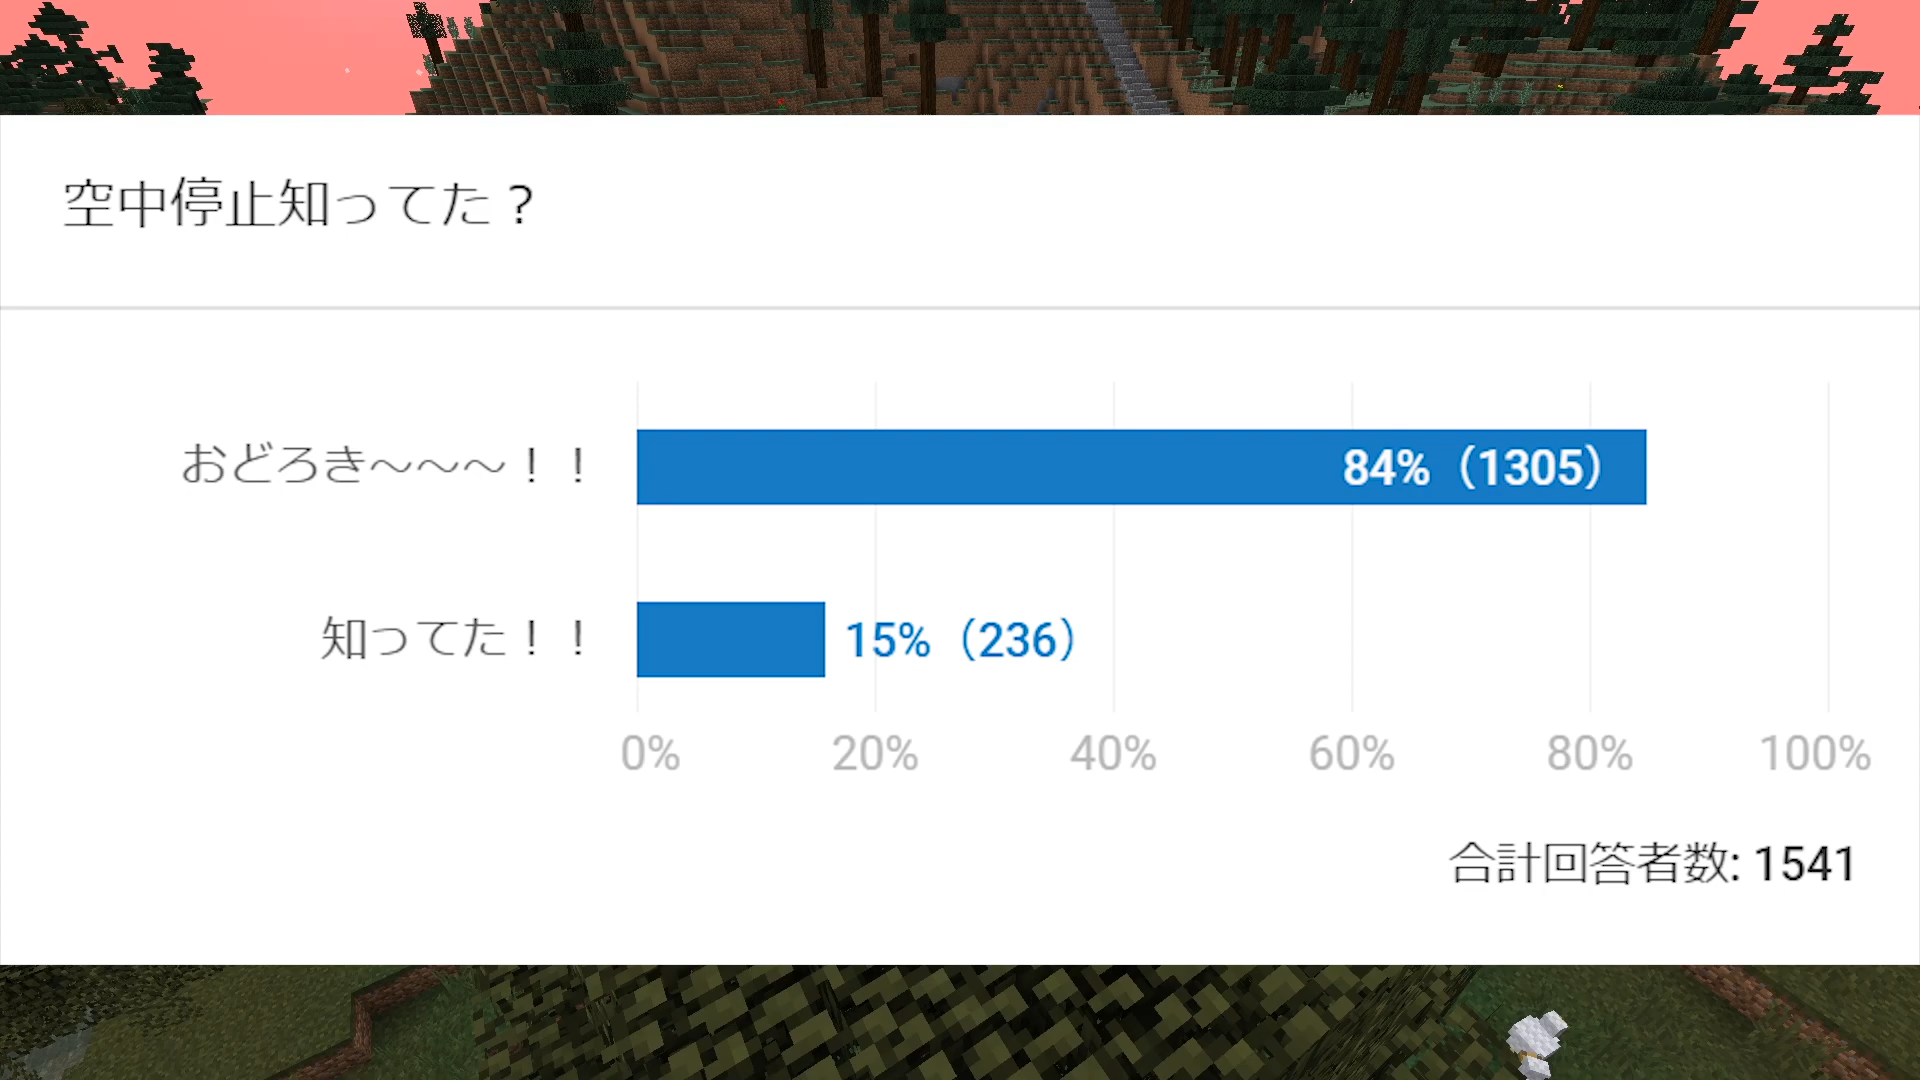 空中停止知ってた？
おどろき～～～！！
84%（1305）
知ってた！！
15%（236）
0% 20% 40% 60% 80% 100%
合計回答者数: 1541